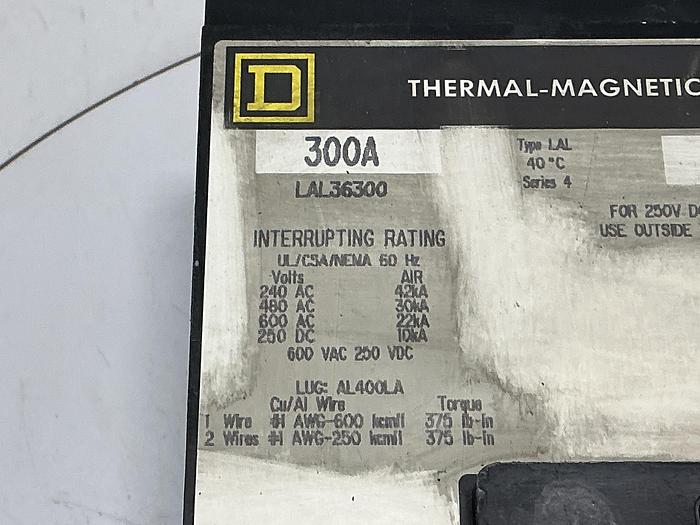 D THERMAL-MAGNETIC
300A
LAL36300
Type LAL
40°C
Series 4
FOR 250V D
USE OUTSIDE
INTERRUPTING RATING
UL/CSA/NEMA 60 Hz
Volts AIR
240 AC 42kA
480 AC 30kA
600 AC 22kA
250 DC 10kA
600 VAC 250 VDC
LUG: AL400LA
Cu/Al Wire Torque
1 Wire #1 AWG-600 kcmil 375 lb-in
2 Wires #1 AWG-250 kcmil 375 lb-in